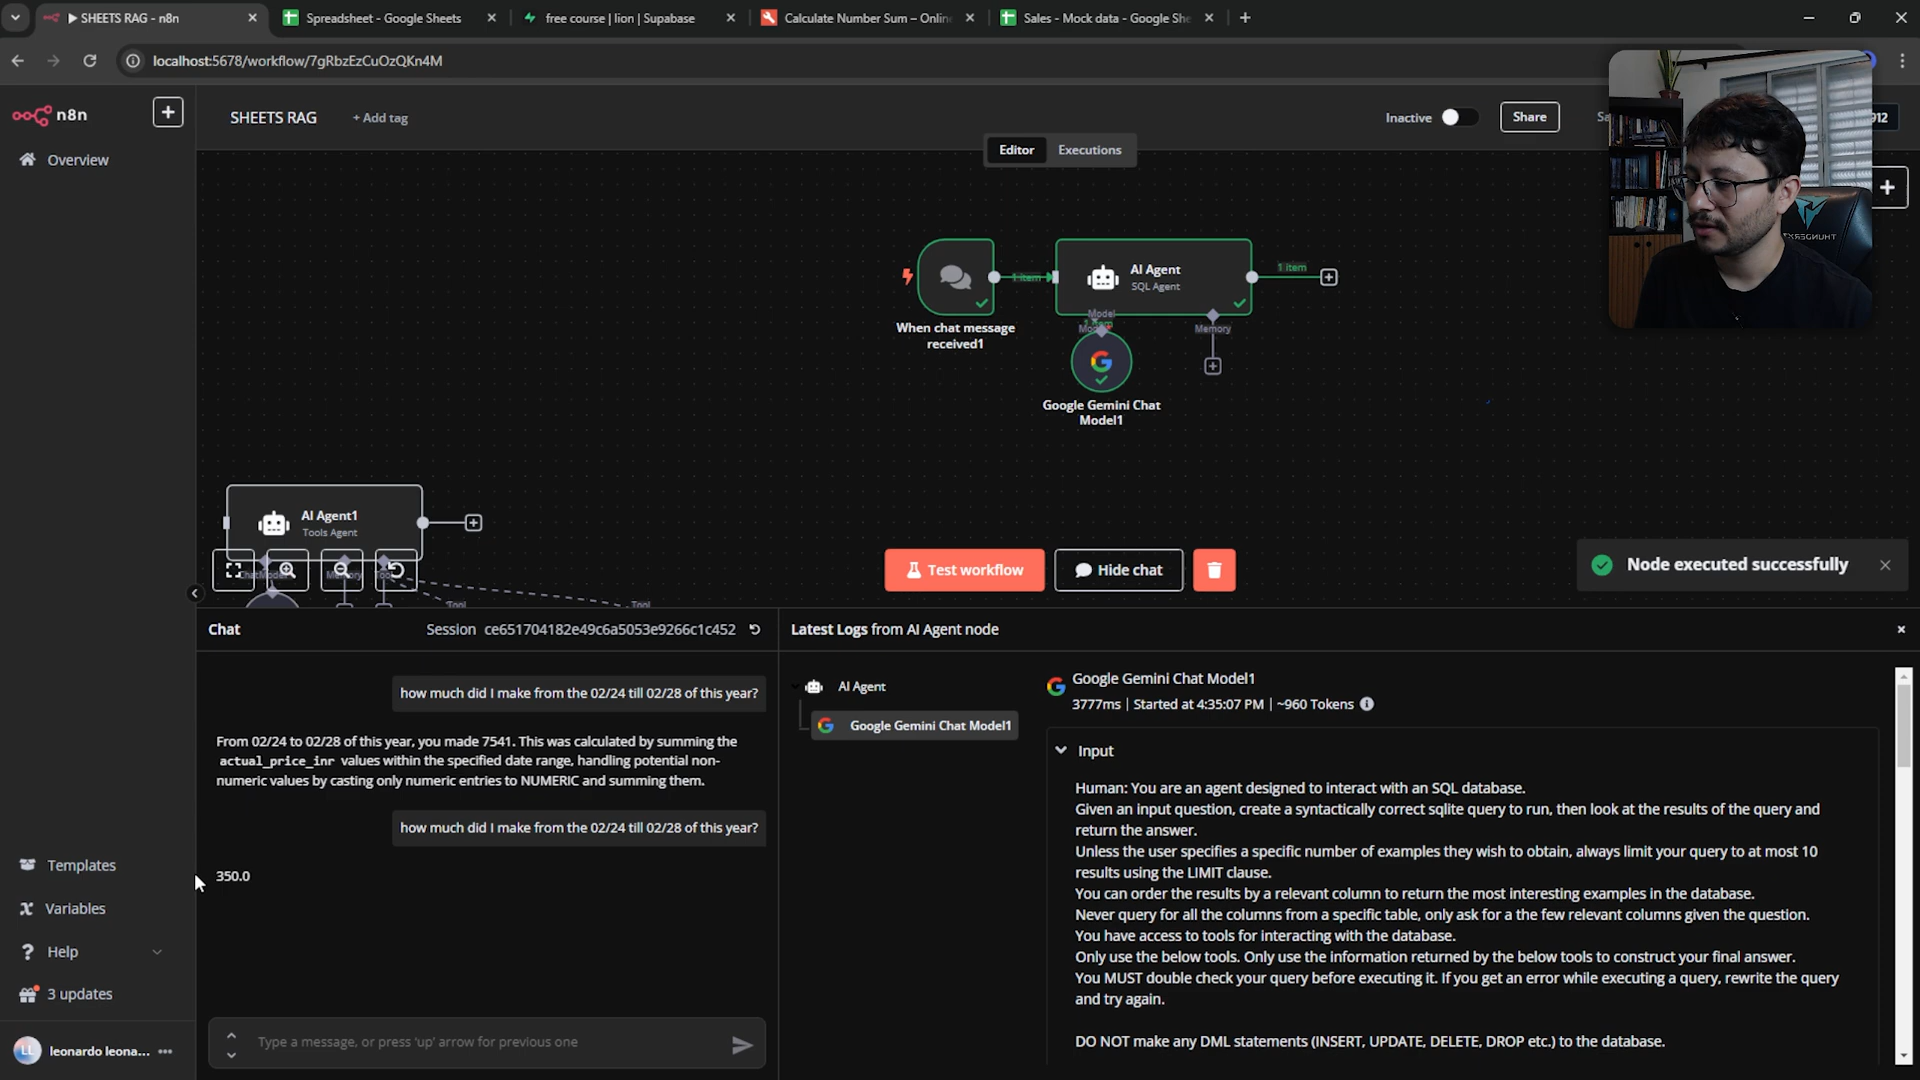 ▶ SHEETS RAG - n8n
Spreadsheet - Google Sheets
free course | lion | Supabase
Calculate Number Sum – Onlin
Sales - Mock data - Google She
localhost:5678/workflow/7gRbzEzCuOzQKn4M
n8n
SHEETS RAG
+ Add tag
Inactive
Share
Sa
912
Overview
Editor
Executions
1 item
AI Agent
SQL Agent
1 item
When chat message
received1
Model
Memory
Google Gemini Chat
Model1
AI Agent1
Tools Agent
Tool
Tool
Test workflow
Hide chat
Node executed successfully
Chat
Session ce651704182e49c6a5053e9266c1c452
Latest Logs from AI Agent node
how much did I make from the 02/24 till 02/28 of this year?
From 02/24 to 02/28 of this year, you made 7541. This was calculated by summing the
actual_price_inr values within the specified date range, handling potential non-
numeric values by casting only numeric entries to NUMERIC and summing them.
how much did I make from the 02/24 till 02/28 of this year?
350.0
Type a message, or press 'up' arrow for previous one
AI Agent
Google Gemini Chat Model1
Google Gemini Chat Model1
3777ms | Started at 4:35:07 PM | ~960 Tokens
Input
Human: You are an agent designed to interact with an SQL database.
Given an input question, create a syntactically correct sqlite query to run, then look at the results of the query and
return the answer.
Unless the user specifies a specific number of examples they wish to obtain, always limit your query to at most 10
results using the LIMIT clause.
You can order the results by a relevant column to return the most interesting examples in the database.
Never query for all the columns from a specific table, only ask for a the few relevant columns given the question.
You have access to tools for interacting with the database.
Only use the below tools. Only use the information returned by the below tools to construct your final answer.
You MUST double check your query before executing it. If you get an error while executing a query, rewrite the query
and try again.
DO NOT make any DML statements (INSERT, UPDATE, DELETE, DROP etc.) to the database.
Templates
Variables
Help
3 updates
leonardo leona...